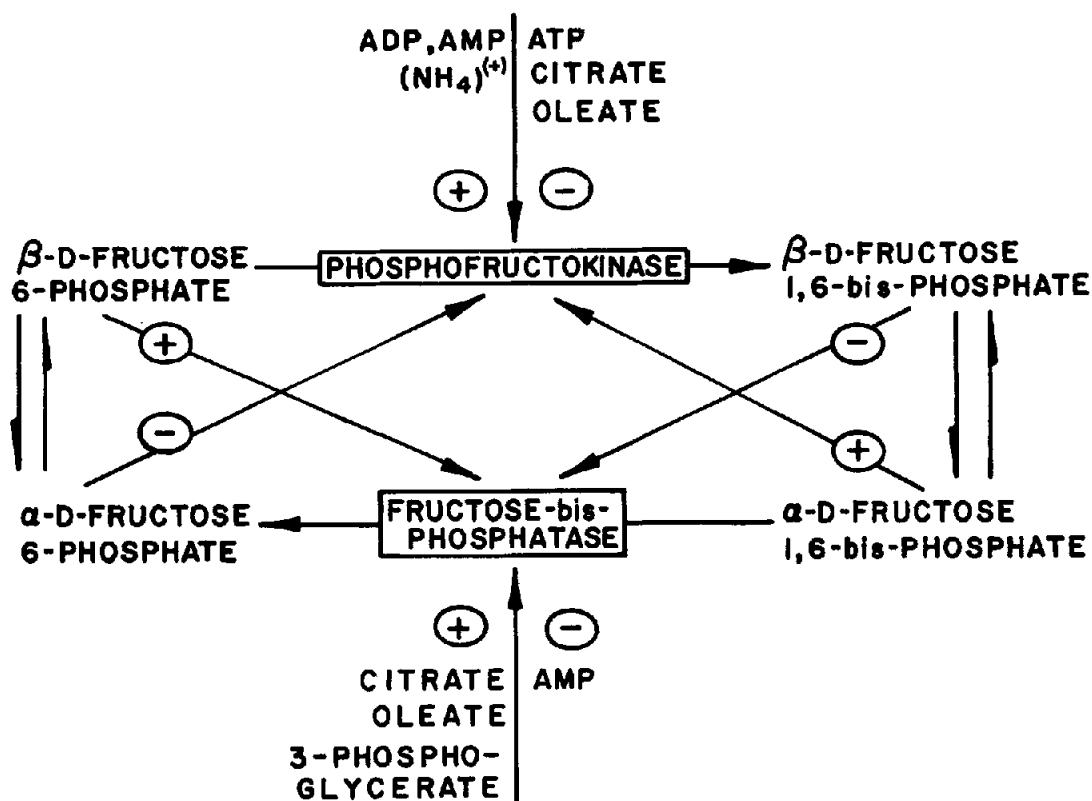 ADP, AMP ATP
(NH₄)⁽⁺⁾ CITRATE
OLEATE
+ −
β-D-FRUCTOSE
6-PHOSPHATE
PHOSPHOFRUCTOKINASE
β-D-FRUCTOSE
1,6-bis-PHOSPHATE
+
−
−
+
α-D-FRUCTOSE
6-PHOSPHATE
FRUCTOSE-bis-
PHOSPHATASE
α-D-FRUCTOSE
1,6-bis-PHOSPHATE
+ −
CITRATE AMP
OLEATE
3-PHOSPHO-
GLYCERATE